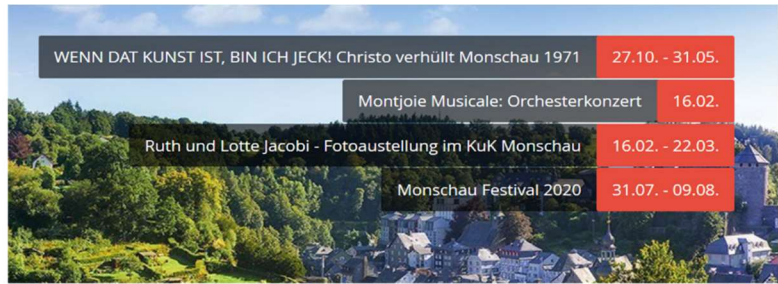 WENN DAT KUNST IST, BIN ICH JECK! Christo verhüllt Monschau 1971 27.10. - 31.05.
Montjoie Musicale: Orchesterkonzert 16.02.
Ruth und Lotte Jacobi - Fotoaustellung im KuK Monschau 16.02. - 22.03.
Monschau Festival 2020 31.07. - 09.08.